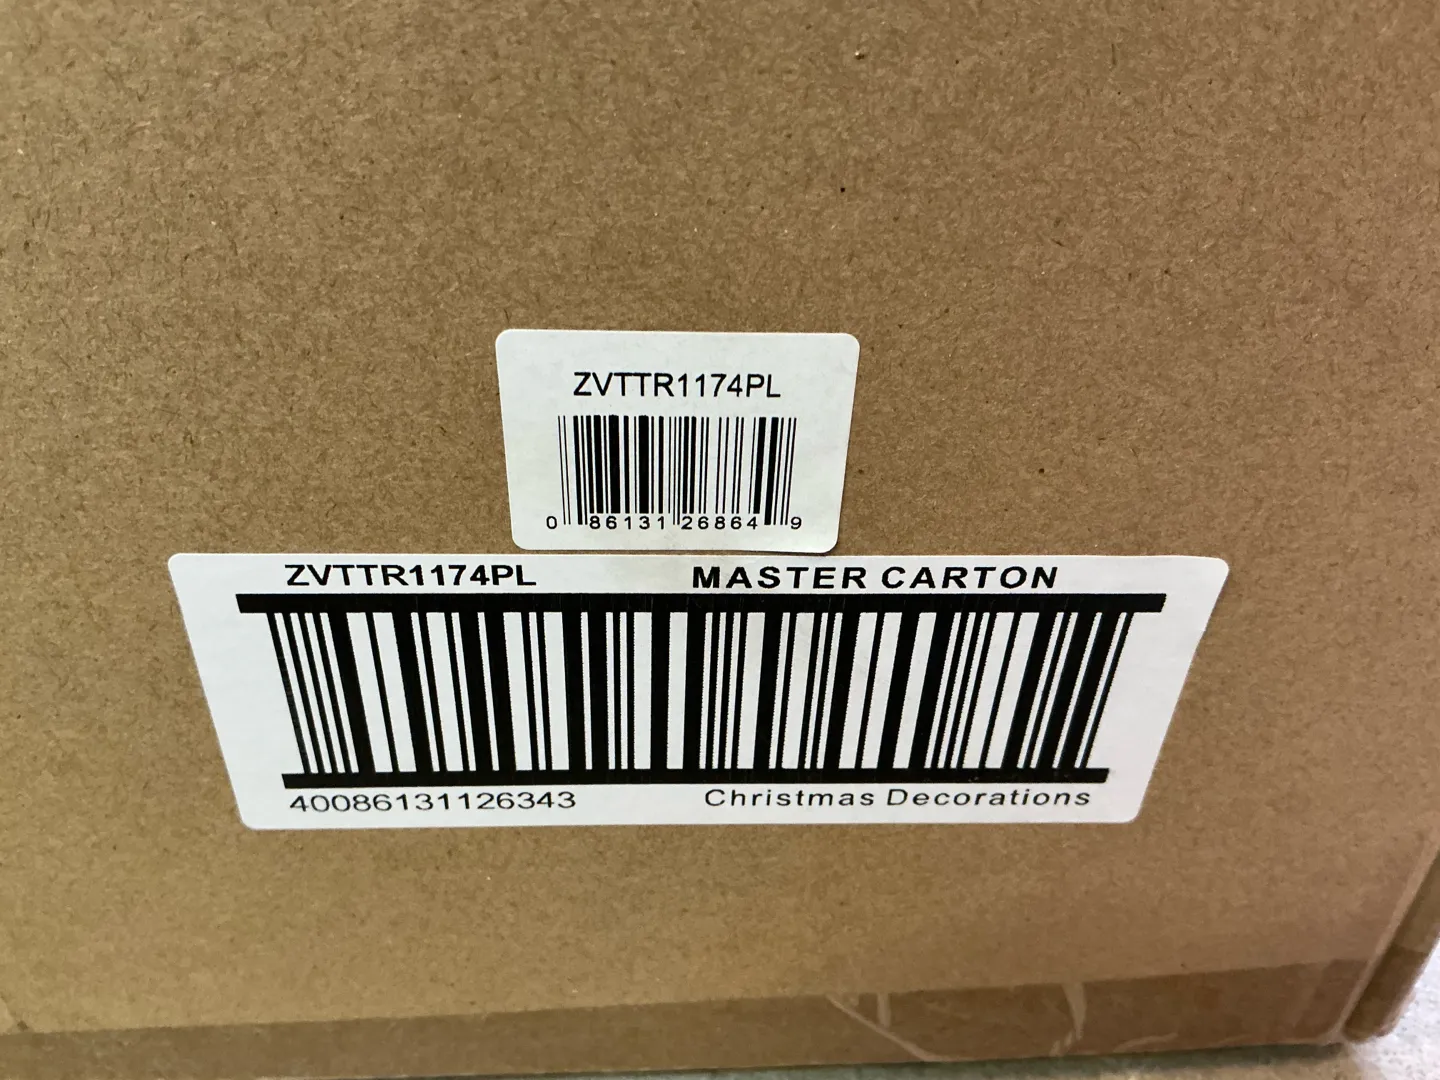 ZVTTR1174PL
0 86131 26864 9
ZVTTR1174PL MASTER CARTON
40086131126343 Christmas Decorations